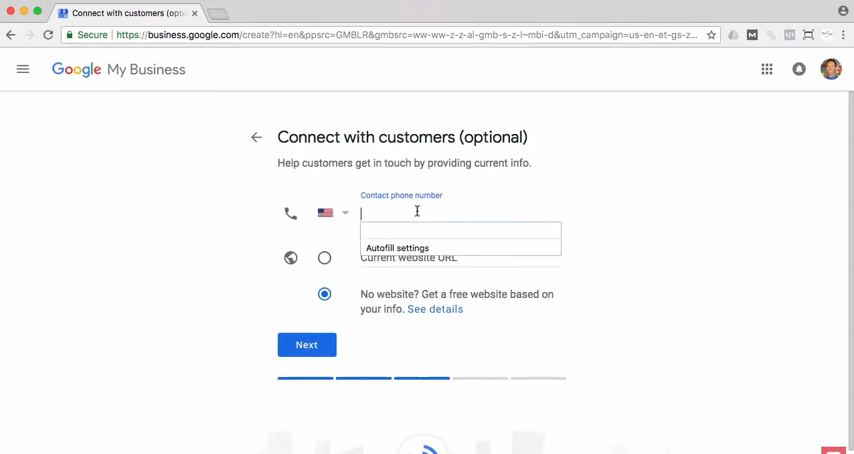 Connect with customers (optio
Secure
https://business.google.com/create?hl=en&ppsrc=GMBLR&gmbsrc=ww-ww-z-z-al-gmb-s-z-l~mbi-d&utm_campaign=us-en-et-gs-z...
Google My Business
Connect with customers (optional)
Help customers get in touch by providing current info.
Contact phone number
Autofill settings
Current website URL
No website? Get a free website based on
your info. See details
Next